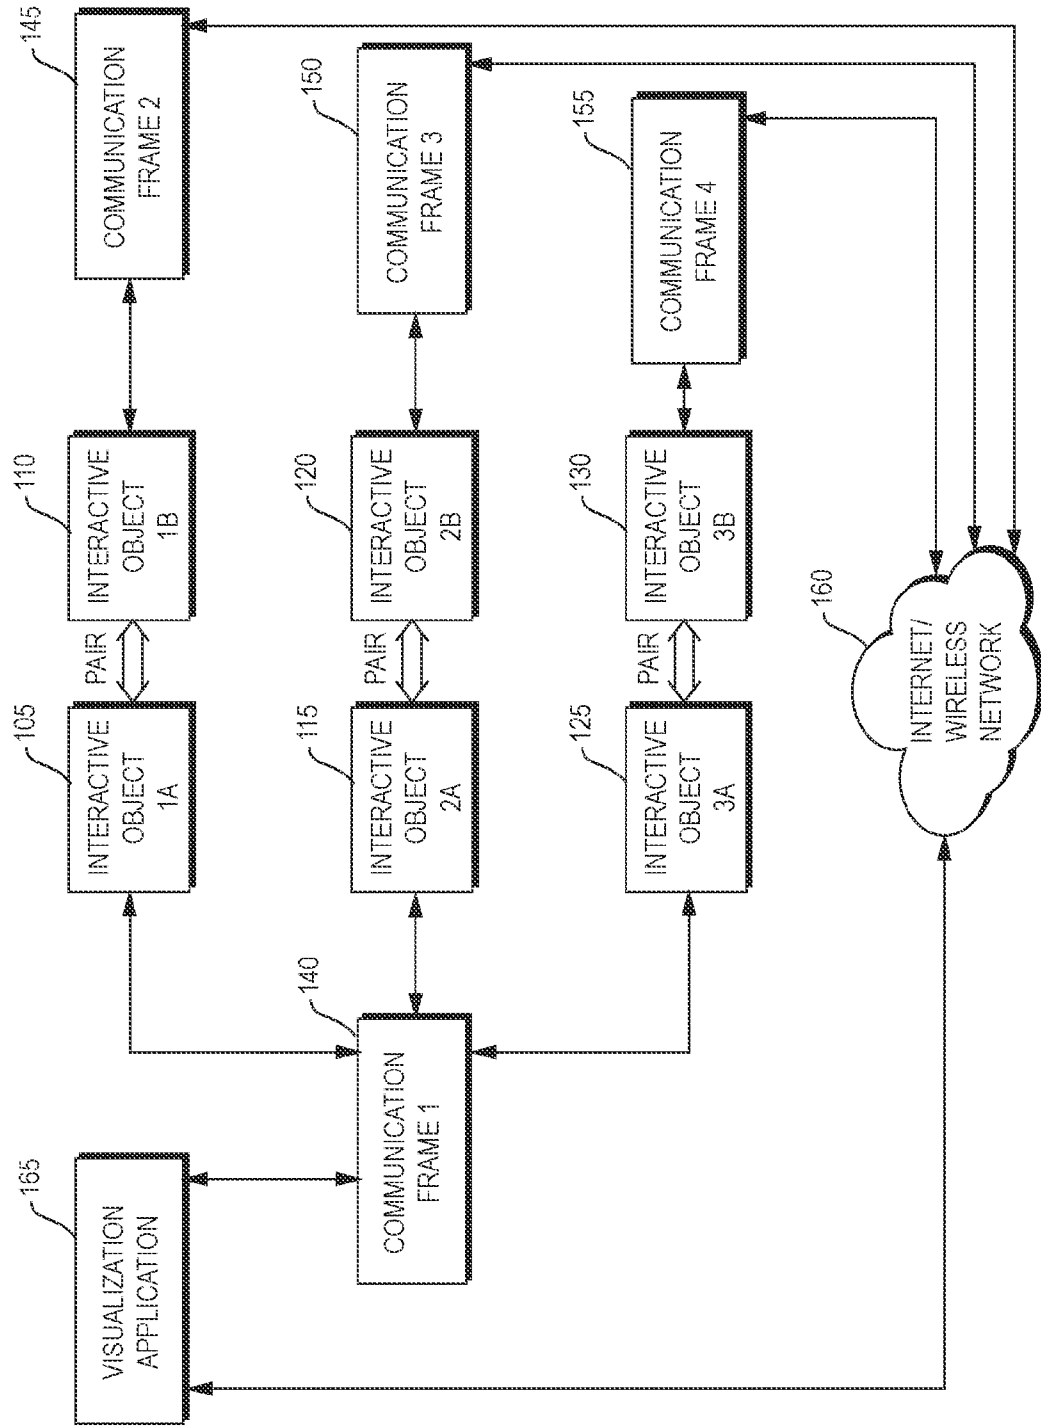 165
VISUALIZATION
APPLICATION
140
COMMUNICATION
FRAME 1
105
INTERACTIVE
OBJECT
1A
PAIR
110
INTERACTIVE
OBJECT
1B
145
COMMUNICATION
FRAME 2
115
INTERACTIVE
OBJECT
2A
PAIR
120
INTERACTIVE
OBJECT
2B
150
COMMUNICATION
FRAME 3
125
INTERACTIVE
OBJECT
3A
PAIR
130
INTERACTIVE
OBJECT
3B
155
COMMUNICATION
FRAME 4
160
INTERNET/
WIRELESS
NETWORK